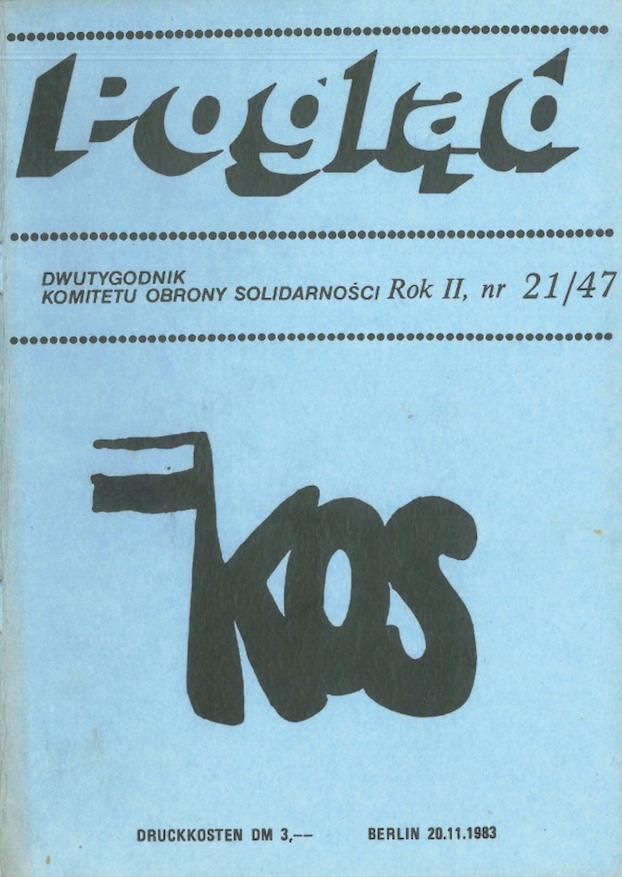 Pogląd
DWUTYGODNIK
KOMITETU OBRONY SOLIDARNOŚCI Rok II, nr 21/47
KOS
DRUCKKOSTEN DM 3,-- BERLIN 20.11.1983